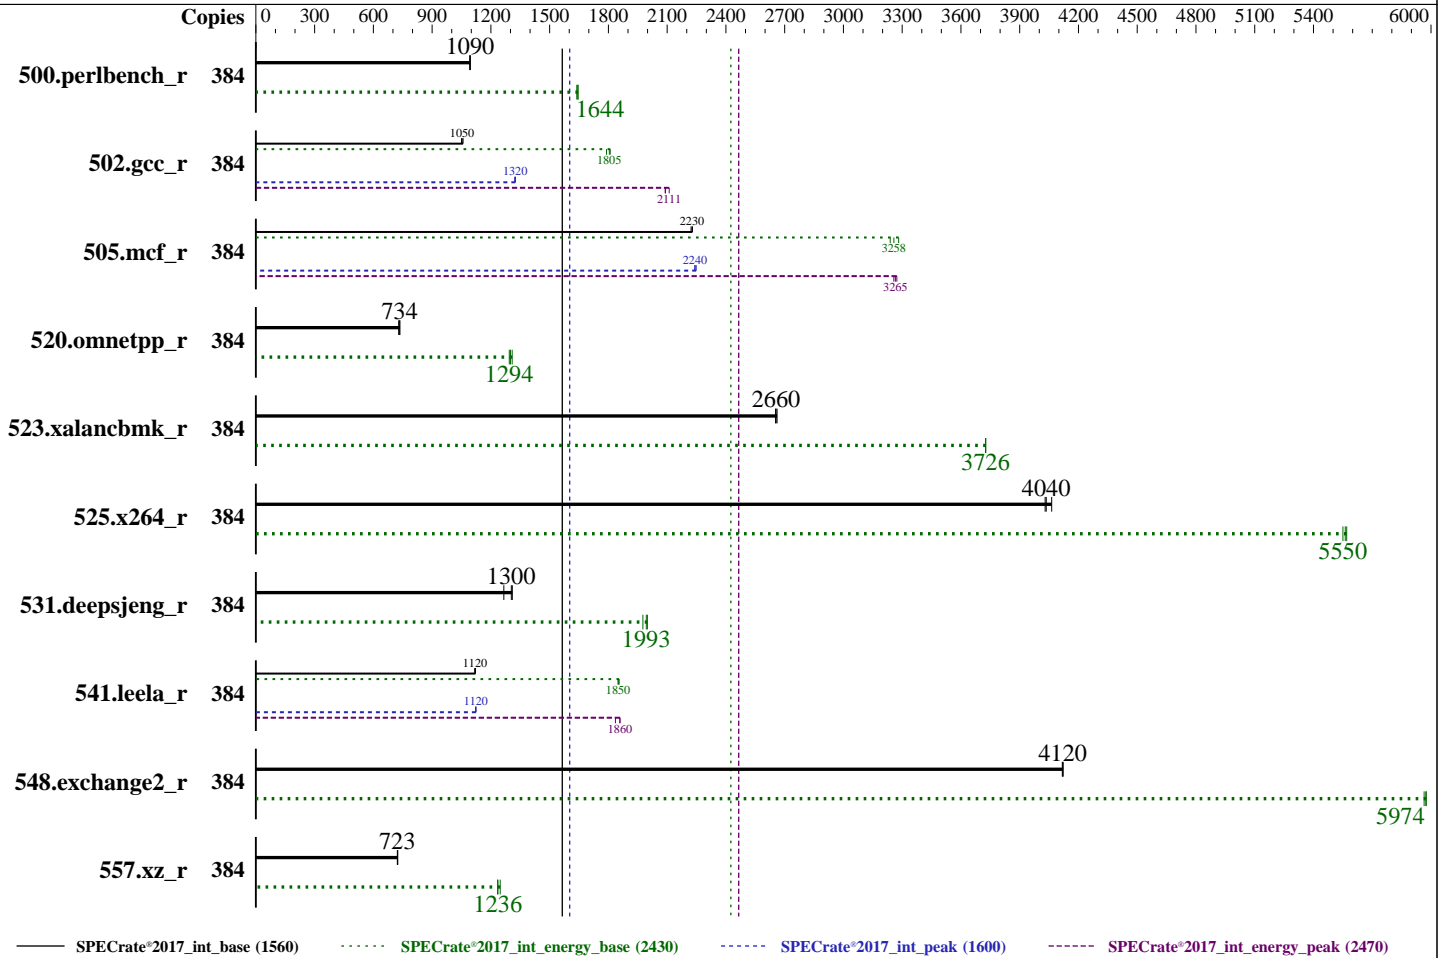 Copies 0 300 600 900 1200 1500 1800 2100 2400 2700 3000 3300 3600 3900 4200 4500 4800 5100 5400 6000
1090
500.perlbench_r 384
1644
1050
1805
502.gcc_r 384
1320
2111
2230
3258
505.mcf_r 384
2240
3265
734
520.omnetpp_r 384
1294
2660
523.xalancbmk_r 384
3726
4040
525.x264_r 384
5550
1300
531.deepsjeng_r 384
1993
1120
1850
541.leela_r 384
1120
1860
4120
548.exchange2_r 384
5974
723
557.xz_r 384
1236
SPECrate®2017_int_base (1560) SPECrate®2017_int_energy_base (2430) SPECrate®2017_int_peak (1600) SPECrate®2017_int_energy_peak (2470)